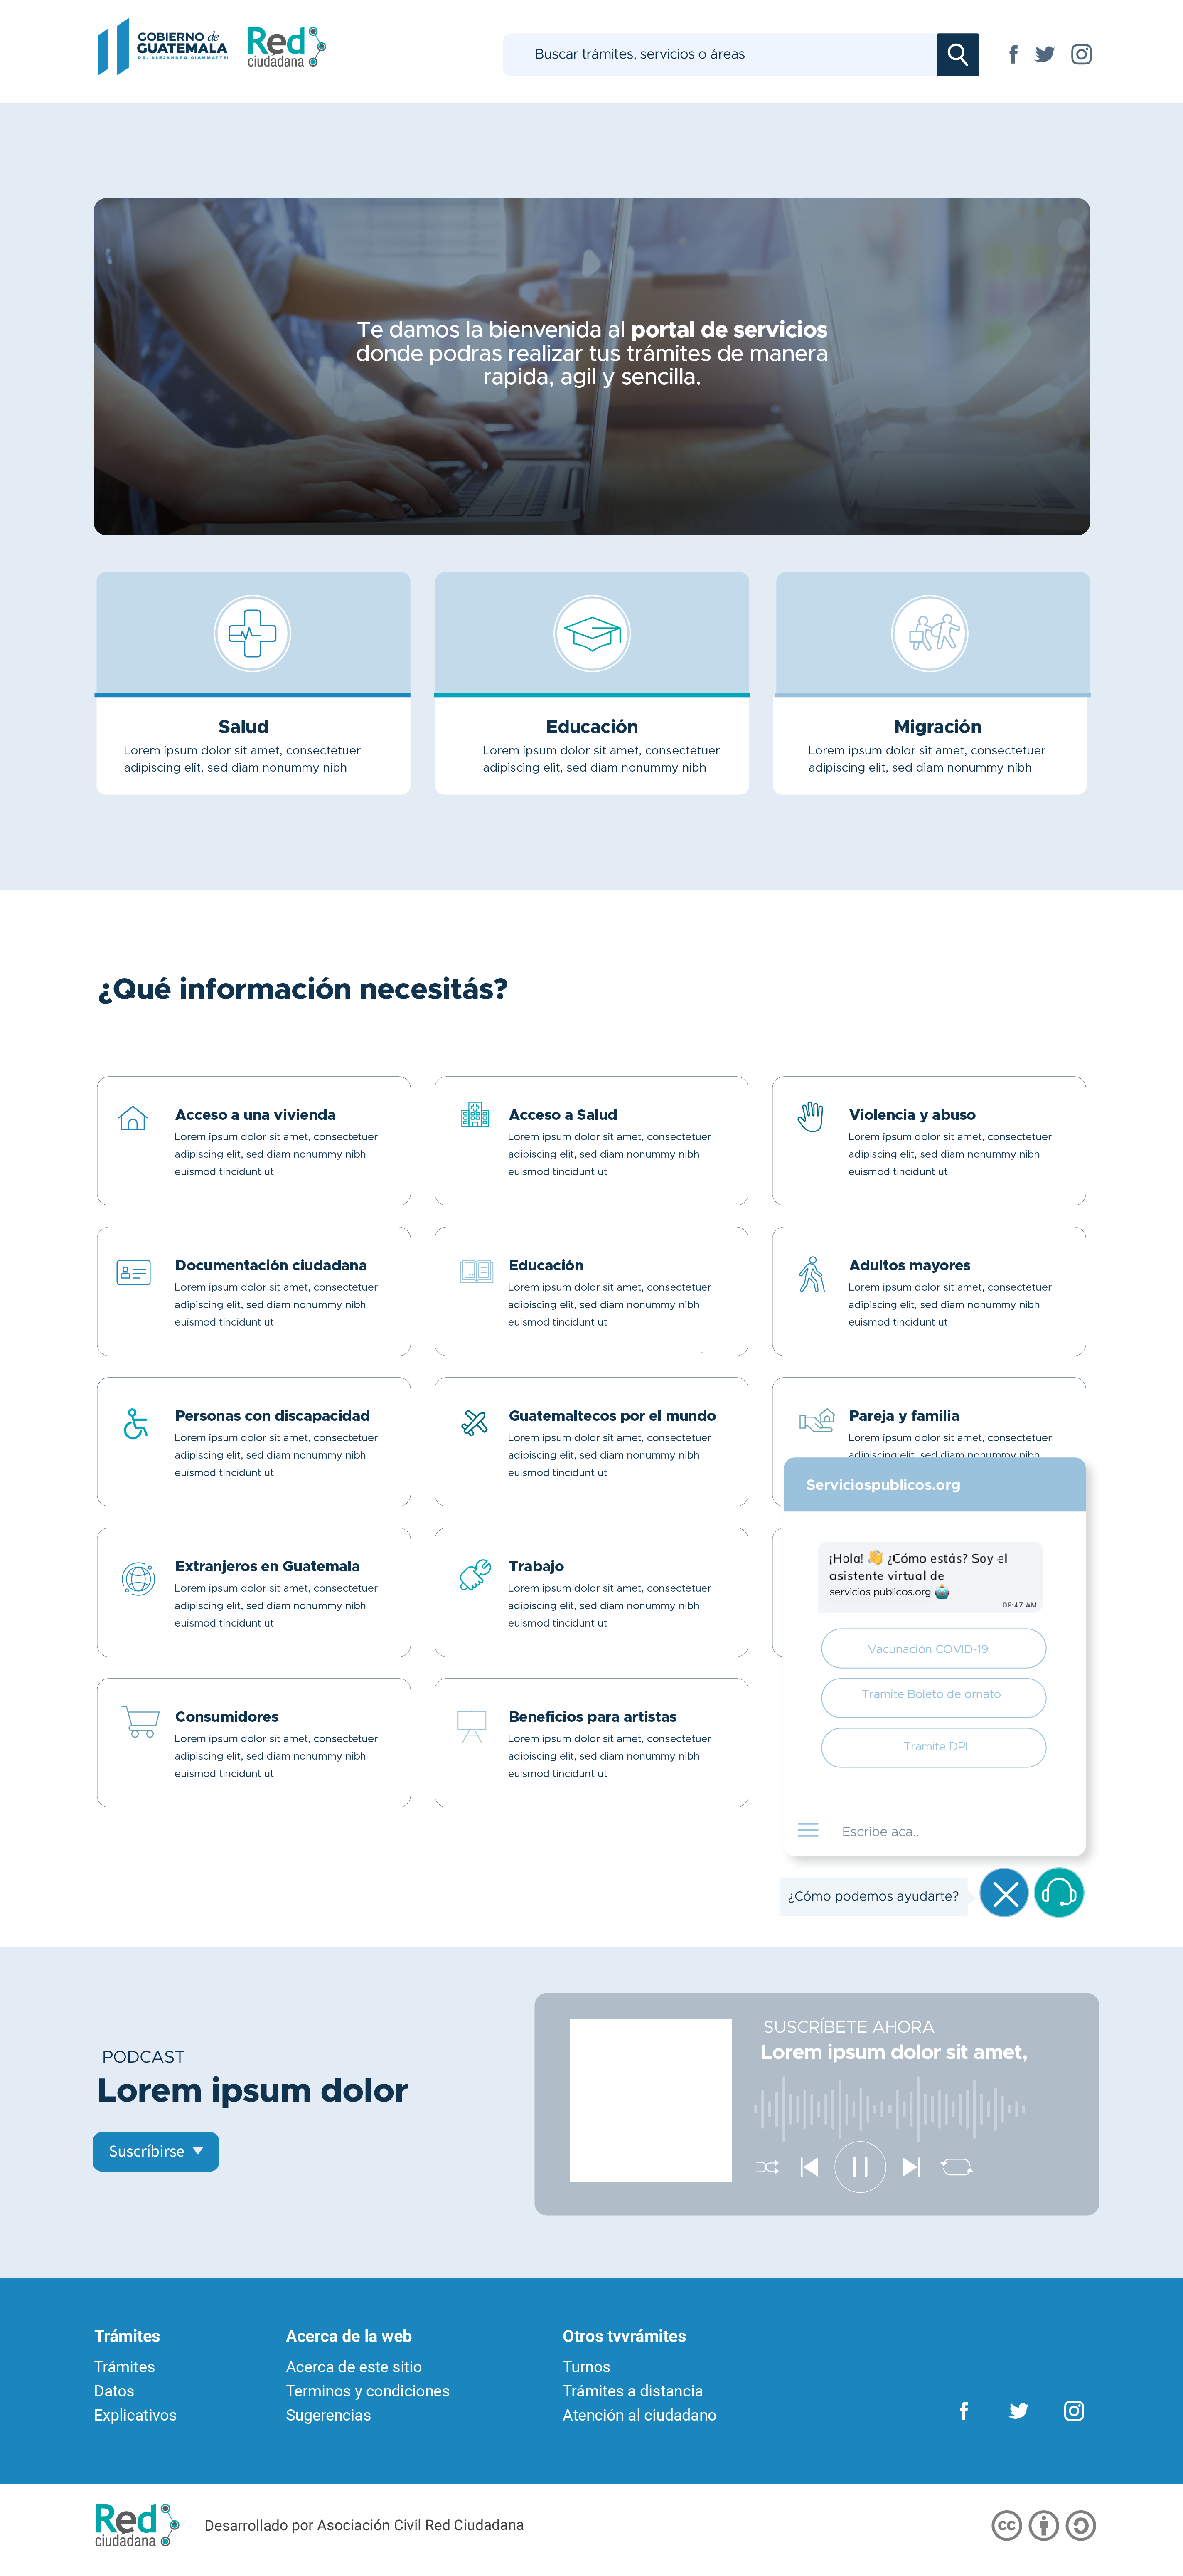 GOBIERNO de
GUATEMALA
DR. ALEJANDRO GIAMMATTEI
Red
ciudadana
Buscar trámites, servicios o áreas
Te damos la bienvenida al portal de servicios
donde podras realizar tus trámites de manera
rapida, agil y sencilla.
Salud
Lorem ipsum dolor sit amet, consectetuer
adipiscing elit, sed diam nonummy nibh
Educación
Lorem ipsum dolor sit amet, consectetuer
adipiscing elit, sed diam nonummy nibh
Migración
Lorem ipsum dolor sit amet, consectetuer
adipiscing elit, sed diam nonummy nibh
¿Qué información necesitás?
Acceso a una vivienda
Lorem ipsum dolor sit amet, consectetuer
adipiscing elit, sed diam nonummy nibh
euismod tincidunt ut
Acceso a Salud
Lorem ipsum dolor sit amet, consectetuer
adipiscing elit, sed diam nonummy nibh
euismod tincidunt ut
Violencia y abuso
Lorem ipsum dolor sit amet, consectetuer
adipiscing elit, sed diam nonummy nibh
euismod tincidunt ut
Documentación ciudadana
Lorem ipsum dolor sit amet, consectetuer
adipiscing elit, sed diam nonummy nibh
euismod tincidunt ut
Educación
Lorem ipsum dolor sit amet, consectetuer
adipiscing elit, sed diam nonummy nibh
euismod tincidunt ut
Adultos mayores
Lorem ipsum dolor sit amet, consectetuer
adipiscing elit, sed diam nonummy nibh
euismod tincidunt ut
Personas con discapacidad
Lorem ipsum dolor sit amet, consectetuer
adipiscing elit, sed diam nonummy nibh
euismod tincidunt ut
Guatemaltecos por el mundo
Lorem ipsum dolor sit amet, consectetuer
adipiscing elit, sed diam nonummy nibh
euismod tincidunt ut
Pareja y familia
Lorem ipsum dolor sit amet, consectetuer
adipiscing elit, sed diam nonummy nibh
Extranjeros en Guatemala
Lorem ipsum dolor sit amet, consectetuer
adipiscing elit, sed diam nonummy nibh
euismod tincidunt ut
Trabajo
Lorem ipsum dolor sit amet, consectetuer
adipiscing elit, sed diam nonummy nibh
euismod tincidunt ut
Consumidores
Lorem ipsum dolor sit amet, consectetuer
adipiscing elit, sed diam nonummy nibh
euismod tincidunt ut
Beneficios para artistas
Lorem ipsum dolor sit amet, consectetuer
adipiscing elit, sed diam nonummy nibh
euismod tincidunt ut
Serviciospublicos.org
¡Hola! 👋 ¿Cómo estás? Soy el
asistente virtual de
servicios publicos.org
08:47 AM
Vacunación COVID-19
Tramite Boleto de ornato
Tramite DPI
Escribe aca..
¿Cómo podemos ayudarte?
PODCAST
Lorem ipsum dolor
Suscríbirse
SUSCRÍBETE AHORA
Lorem ipsum dolor sit amet,
Trámites
Trámites
Datos
Explicativos
Acerca de la web
Acerca de este sitio
Terminos y condiciones
Sugerencias
Otros tvvrámites
Turnos
Trámites a distancia
Atención al ciudadano
Red
ciudadana
Desarrollado por Asociación Civil Red Ciudadana
cc